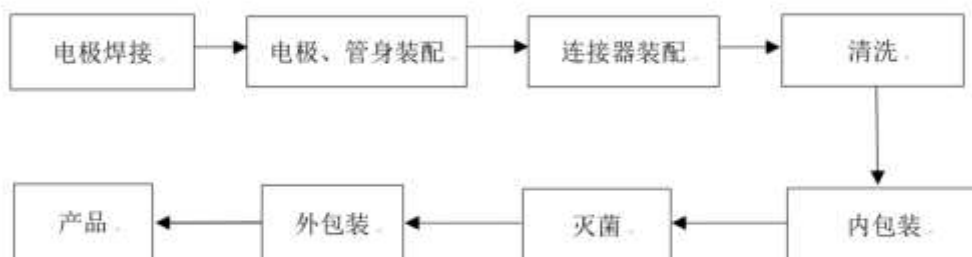 电极焊接
电极、管身装配
连接器装配
清洗
内包装
灭菌
外包装
产品